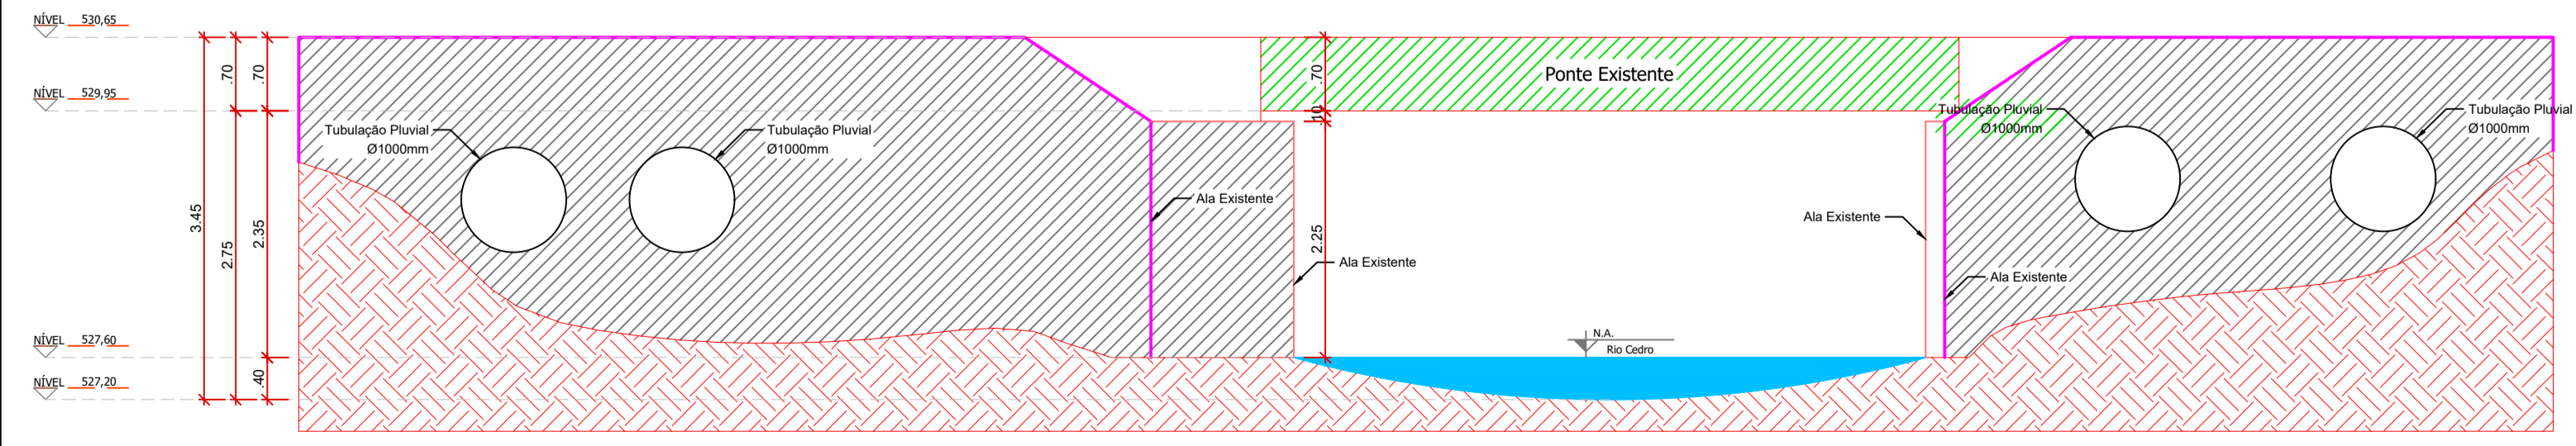 NÍVEL 530,65
NÍVEL 529,95
.70
.70
.70
.10
Ponte Existente
Tubulação Pluvial
Ø1000mm
Tubulação Pluvial
Ø1000mm
Tubulação Pluvial
Ø1000mm
Tubulação Pluvial
Ø1000mm
3.45
2.75
2.35
2.25
Ala Existente
Ala Existente
Ala Existente
Ala Existente
N.A.
Rio Cedro
NÍVEL 527,60
.40
NÍVEL 527,20